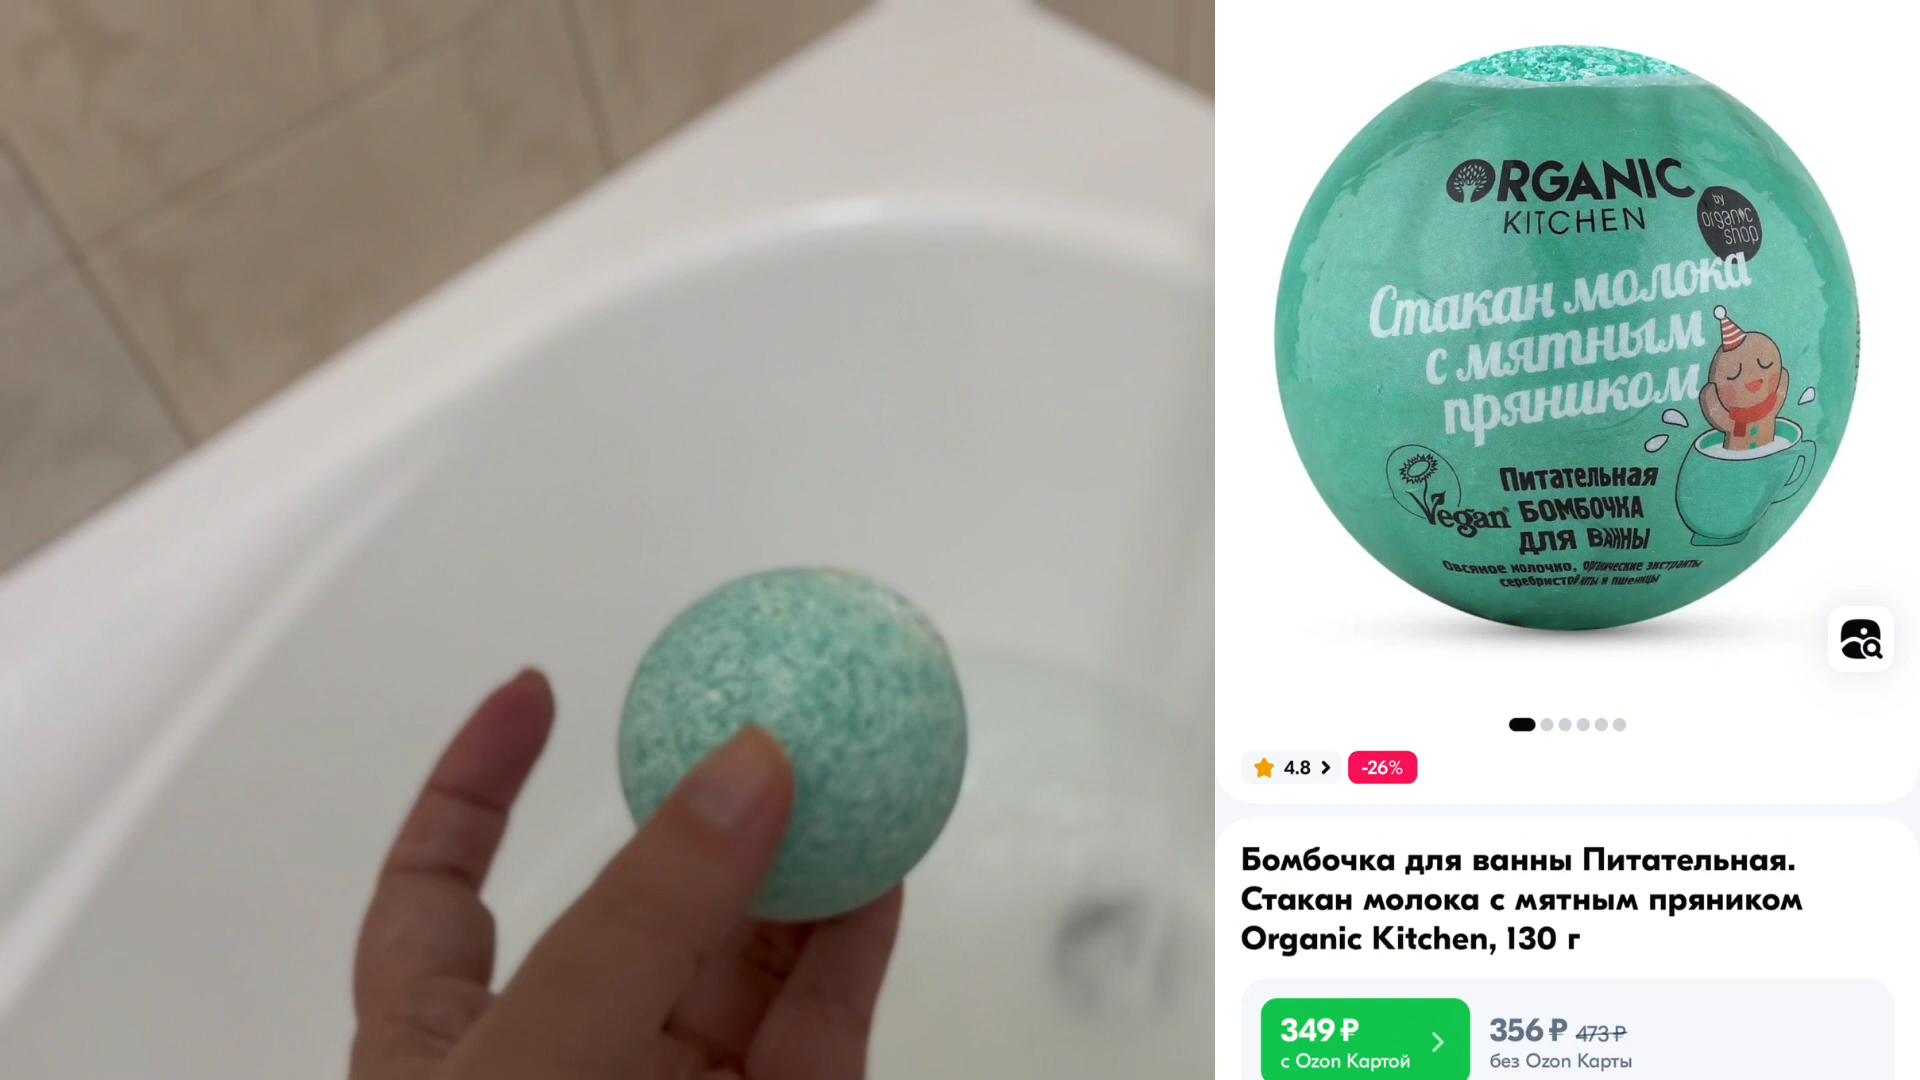 ORGANIC
KITCHEN
by
organic
shop
Стакан молока
с мятным
пряником
Vegan
Питательная
БОМБОЧКА
ДЛЯ ВАННЫ
Овсяное молочко, органические экстракты
серебристой ивы и пшеницы
4.8
-26%
Бомбочка для ванны Питательная.
Стакан молока с мятным пряником
Organic Kitchen, 130 г
349 ₽
с Ozon Картой
356 ₽ 473 ₽
без Ozon Карты